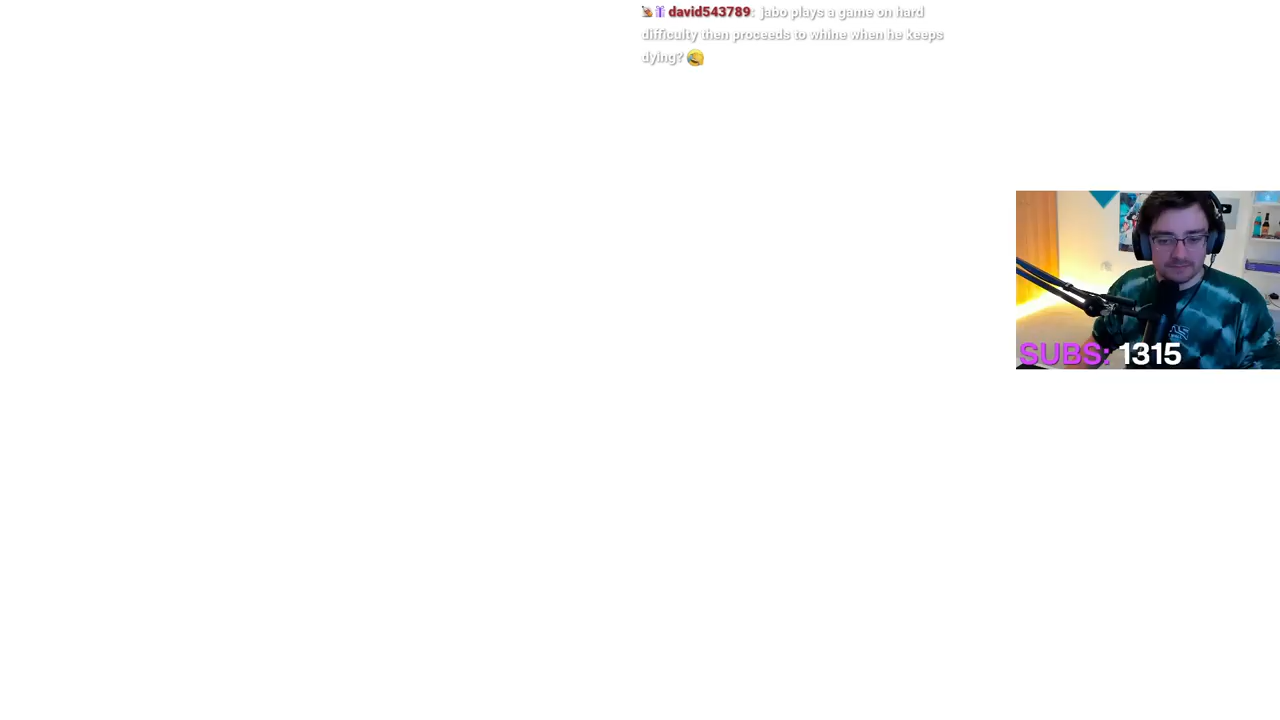 david543789: jabo plays a game on hard
difficulty then proceeds to whine when he keeps
dying?
SUBS: 1315